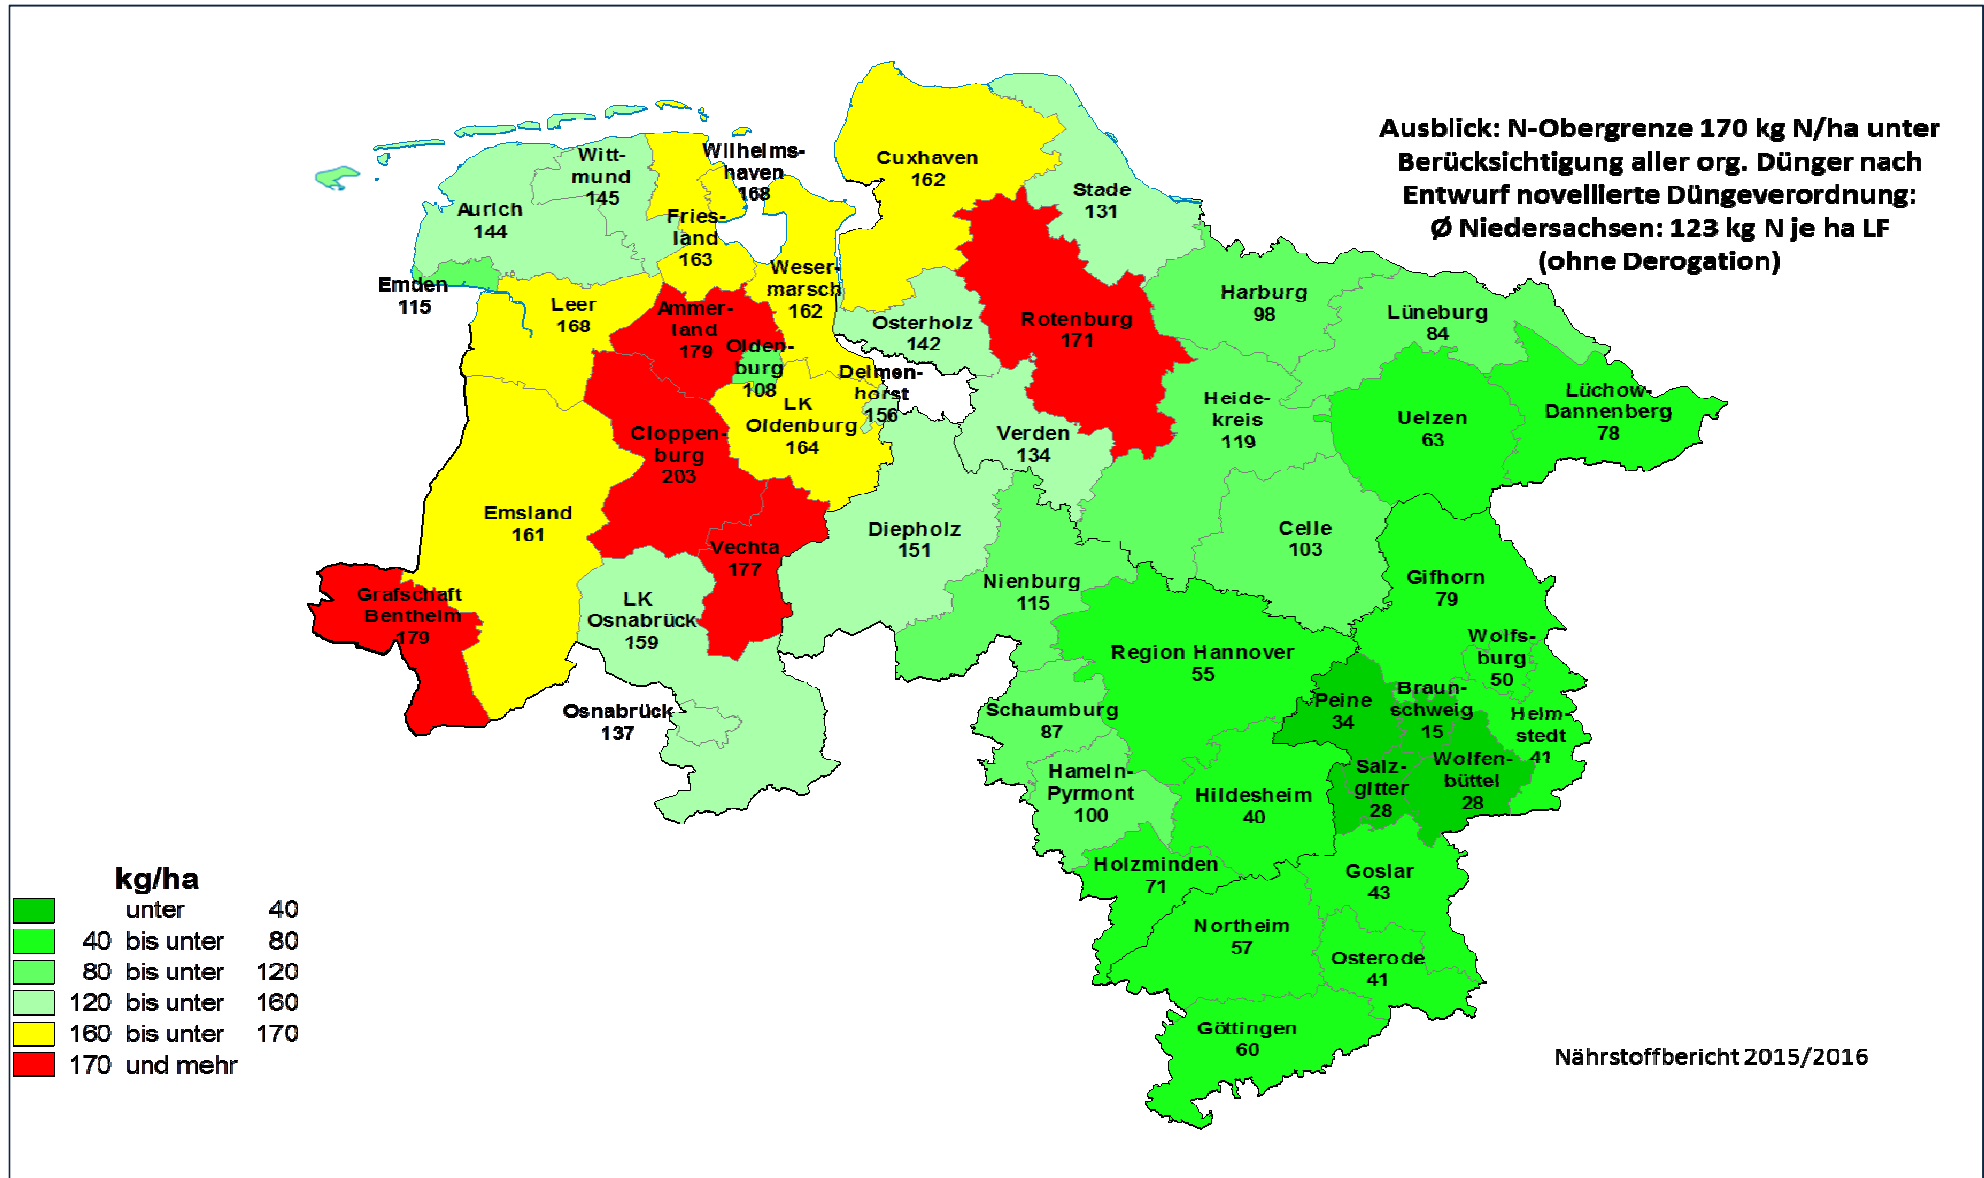 Ausblick: N-Obergrenze 170 kg N/ha unter
Berücksichtigung aller org. Dünger nach
Entwurf novellierte Düngeverordnung:
Ø Niedersachsen: 123 kg N je ha LF
(ohne Derogation)
Witt-
mund
145
Wilhelms-
haven
168
Cuxhaven
162
Stade
131
Aurich
144
Fries-
land
163
Emden
115
Leer
168
Weser-
marsch
162
Ammer-
land
179
Olden-
burg
108
Osterholz
142
Rotenburg
171
Harburg
98
Lüneburg
84
Delmen-
horst
156
LK
Oldenburg
164
Cloppen-
burg
203
Verden
134
Heide-
kreis
119
Uelzen
63
Lüchow-
Dannenberg
78
Emsland
161
Vechta
177
Diepholz
151
Celle
103
Nienburg
115
Gifhorn
79
Grafschaft
Bentheim
179
LK
Osnabrück
159
Region Hannover
55
Wolfs-
burg
50
Osnabrück
137
Schaumburg
87
Peine
34
Braun-
schweig
15
Helm-
stedt
41
Hameln-
Pyrmont
100
Hildesheim
40
Salz-
gitter
28
Wolfen-
büttel
28
Holzminden
71
Goslar
43
Northeim
57
Osterode
41
Göttingen
60
kg/ha
unter 40
40 bis unter 80
80 bis unter 120
120 bis unter 160
160 bis unter 170
170 und mehr
Nährstoffbericht 2015/2016